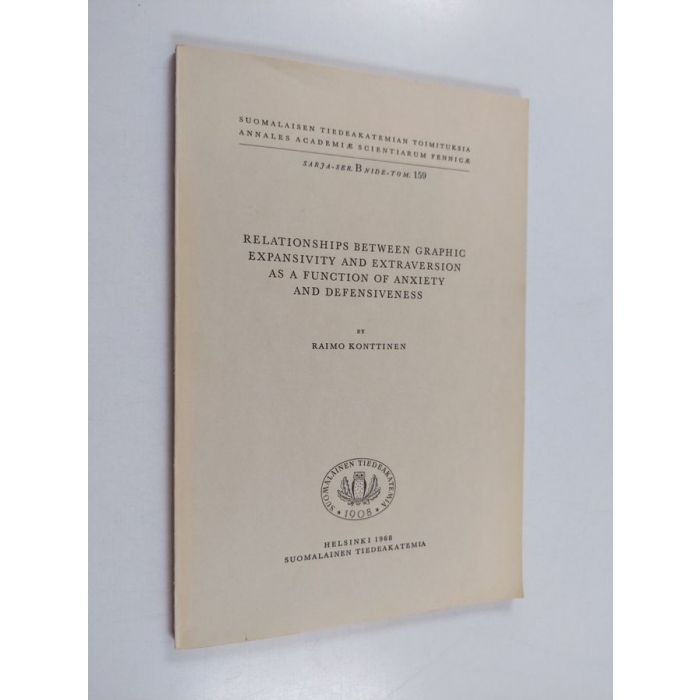 SUOMALAISEN TIEDEAKATEMIAN TOIMITUKSIA
ANNALES ACADEMIÆ SCIENTIARUM FENNICÆ
SARJA-SER. B NIDE-TOM. 159
RELATIONSHIPS BETWEEN GRAPHIC
EXPANSIVITY AND EXTRAVERSION
AS A FUNCTION OF ANXIETY
AND DEFENSIVENESS
BY
RAIMO KONTTINEN
SUOMALAINEN TIEDEAKATEMIA
1908
HELSINKI 1968
SUOMALAINEN TIEDEAKATEMIA